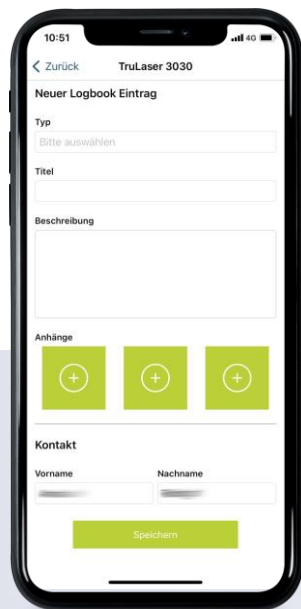 10:51 4G
Zurück TruLaser 3030
Neuer Logbook Eintrag
Typ
Bitte auswählen
Titel
Beschreibung
Anhänge
Kontakt
Vorname Nachname
Speichern